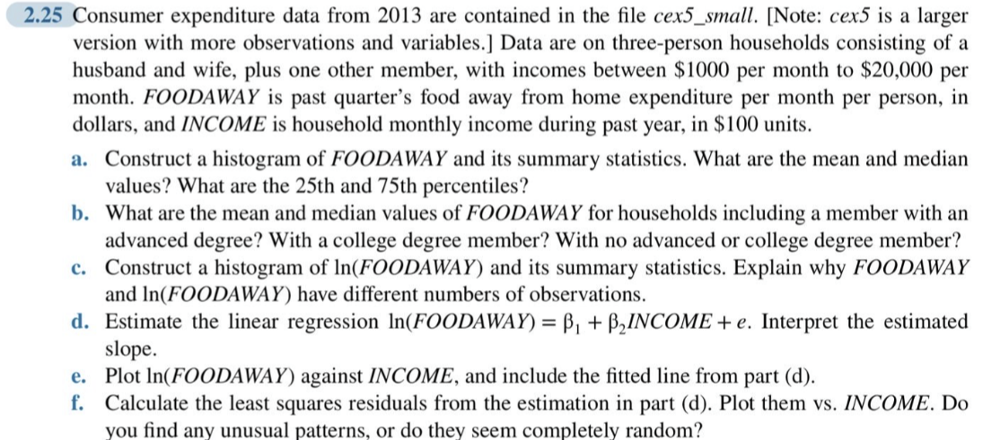 2.25 Consumer expenditure data from 2013 are contained in the file cex5_small. [Note: cex5 is a larger
version with more observations and variables.] Data are on three-person households consisting of a
husband and wife, plus one other member, with incomes between $1000 per month to $20,000 per
month. FOODAWAY is past quarter's food away from home expenditure per month per person, in
dollars, and INCOME is household monthly income during past year, in $100 units.
a. Construct a histogram of FOODAWAY and its summary statistics. What are the mean and median
values? What are the 25th and 75th percentiles?
b. What are the mean and median values of FOODAWAY for households including a member with an
advanced degree? With a college degree member? With no advanced or college degree member?
c. Construct a histogram of ln(FOODAWAY) and its summary statistics. Explain why FOODAWAY
and ln(FOODAWAY) have different numbers of observations.
d. Estimate the linear regression ln(FOODAWAY) = β₁ + β₂INCOME + e. Interpret the estimated
slope.
e. Plot ln(FOODAWAY) against INCOME, and include the fitted line from part (d).
f. Calculate the least squares residuals from the estimation in part (d). Plot them vs. INCOME. Do
you find any unusual patterns, or do they seem completely random?